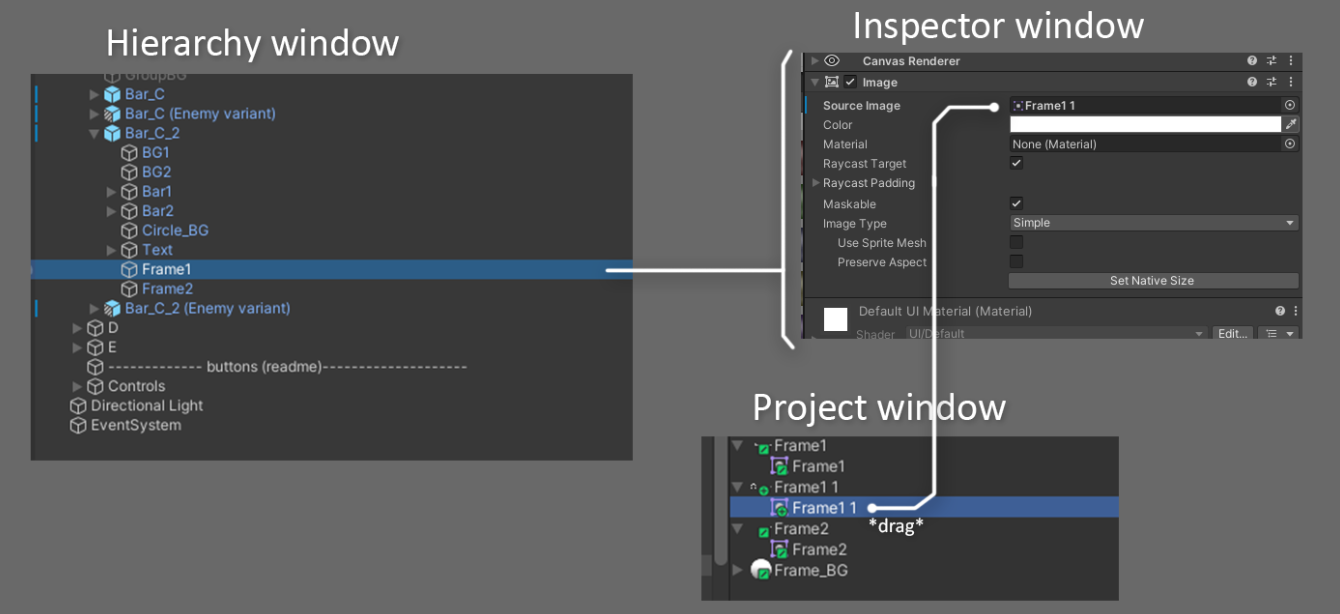 Hierarchy window
GroupBG
Bar_C
Bar_C (Enemy variant)
Bar_C_2
BG1
BG2
Bar1
Bar2
Circle_BG
Text
Frame1
Frame2
Bar_C_2 (Enemy variant)
D
E
------------- buttons (readme)--------------------
Controls
Directional Light
EventSystem
Inspector window
Canvas Renderer
Image
Source Image Frame1 1
Color
Material None (Material)
Raycast Target
Raycast Padding
Maskable
Image Type Simple
Use Sprite Mesh
Preserve Aspect
Set Native Size
Default UI Material (Material)
Shader UI/Default Edit...
Project window
Frame1
Frame1
Frame1 1
Frame1 1
*drag*
Frame2
Frame2
Frame_BG